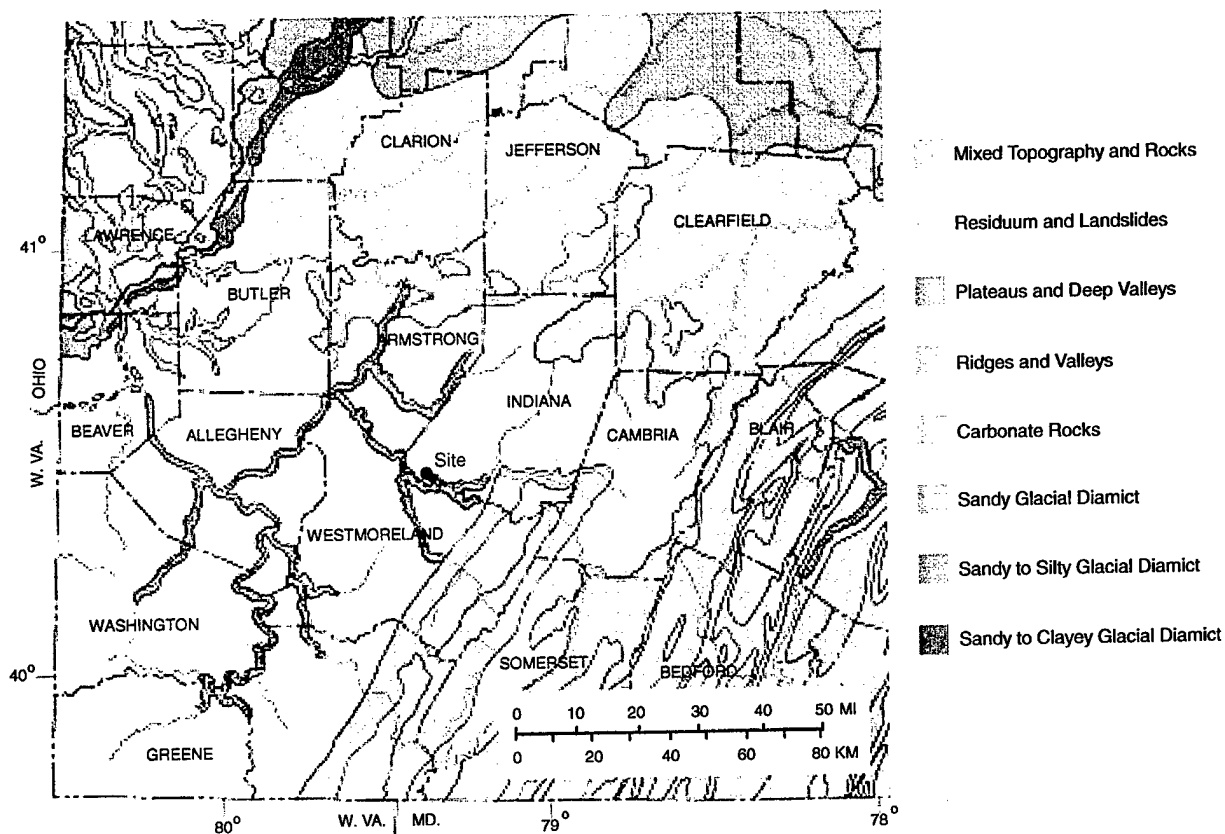 CLARION
JEFFERSON
CLEARFIELD
LAWRENCE
41°
BUTLER
ARMSTRONG
OHIO
W. VA.
INDIANA
BEAVER
ALLEGHENY
CAMBRIA
BLAIR
Site
WESTMORELAND
WASHINGTON
40°
SOMERSET
BEDFORD
GREENE
0 10 20 30 40 50 MI
0 20 40 60 80 KM
80°
W. VA.
MD.
79°
78°
Mixed Topography and Rocks
Residuum and Landslides
Plateaus and Deep Valleys
Ridges and Valleys
Carbonate Rocks
Sandy Glacial Diamict
Sandy to Silty Glacial Diamict
Sandy to Clayey Glacial Diamict